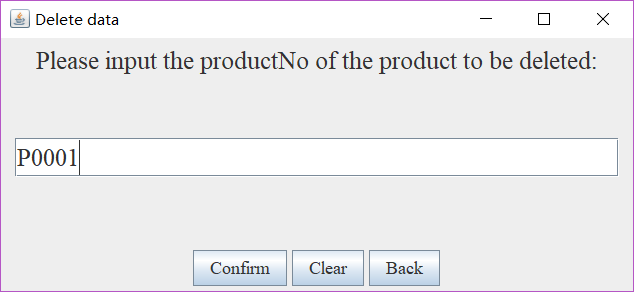 Delete data
Please input the productNo of the product to be deleted:
P0001
Confirm Clear Back